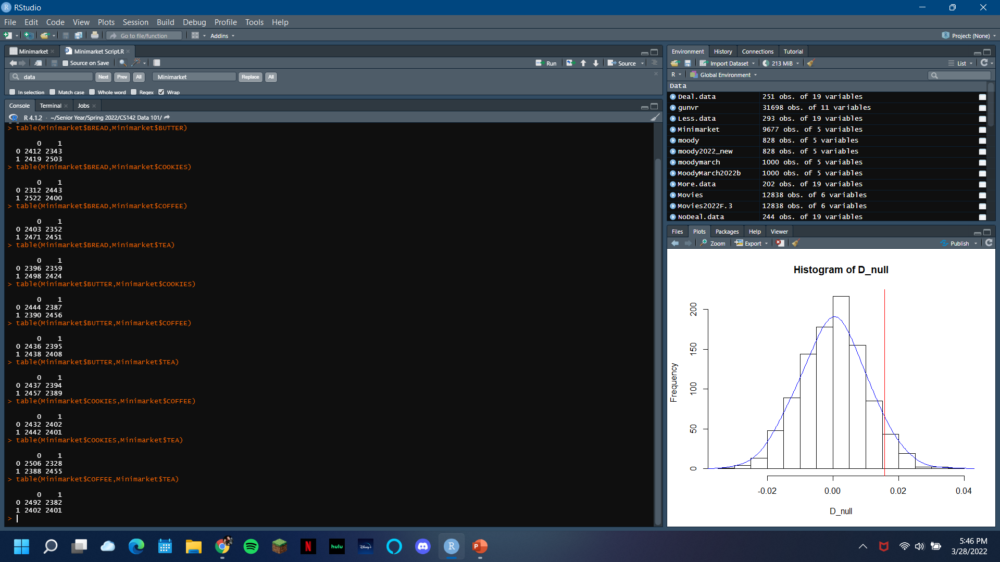 RStudio
File Edit Code View Plots Session Build Debug Profile Tools Help
Go to file/function Addins Project: (None)
Minimarket Minimarket Script.R
Source on Save Run Source
data Next Prev All Minimarket Replace All
In selection Match case Whole word Regex Wrap
Console Terminal Jobs
R 4.1.2 · ~/Senior Year/Spring 2022/CS142 Data 101/
> table(Minimarket$BREAD,Minimarket$BUTTER)
0 1
0 2412 2343
1 2419 2503
> table(Minimarket$BREAD,Minimarket$COOKIES)
0 1
0 2312 2443
1 2522 2400
> table(Minimarket$BREAD,Minimarket$COFFEE)
0 1
0 2403 2352
1 2471 2451
> table(Minimarket$BREAD,Minimarket$TEA)
0 1
0 2396 2359
1 2498 2424
> table(Minimarket$BUTTER,Minimarket$COOKIES)
0 1
0 2444 2387
1 2390 2456
> table(Minimarket$BUTTER,Minimarket$COFFEE)
0 1
0 2436 2395
1 2438 2408
> table(Minimarket$BUTTER,Minimarket$TEA)
0 1
0 2437 2394
1 2457 2389
> table(Minimarket$COOKIES,Minimarket$COFFEE)
0 1
0 2432 2402
1 2442 2401
> table(Minimarket$COOKIES,Minimarket$TEA)
0 1
0 2506 2328
1 2388 2455
> table(Minimarket$COFFEE,Minimarket$TEA)
0 1
0 2492 2382
1 2402 2401
>
Environment History Connections Tutorial
Import Dataset 213 MiB List
R Global Environment
Data
Deal.data 251 obs. of 19 variables
gunvr 31698 obs. of 11 variables
Less.data 293 obs. of 19 variables
Minimarket 9677 obs. of 5 variables
moody 828 obs. of 5 variables
moody2022_new 828 obs. of 5 variables
moodymarch 1000 obs. of 5 variables
MoodyMarch2022b 1000 obs. of 5 variables
More.data 202 obs. of 19 variables
Movies 12838 obs. of 6 variables
Movies2022F.3 12838 obs. of 6 variables
NoDeal.data 244 obs. of 19 variables
Files Plots Packages Help Viewer
Zoom Export Publish
Histogram of D_null
Frequency
200
150
100
50
0
-0.02 0.00 0.02 0.04
D_null
N hulu Disney+ R P
5:46 PM
3/28/2022